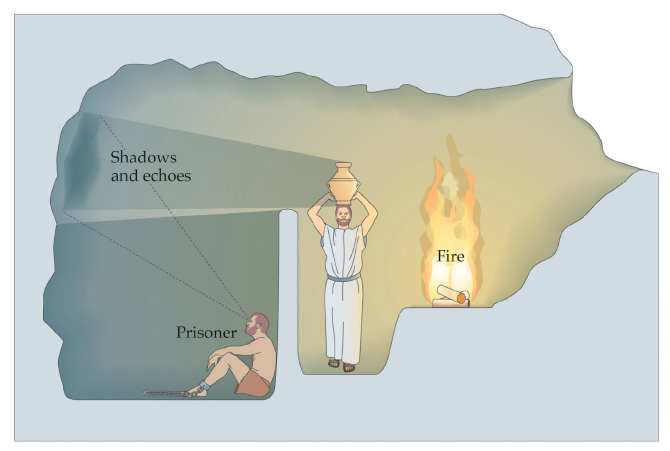 Shadows
and echoes
Fire
Prisoner